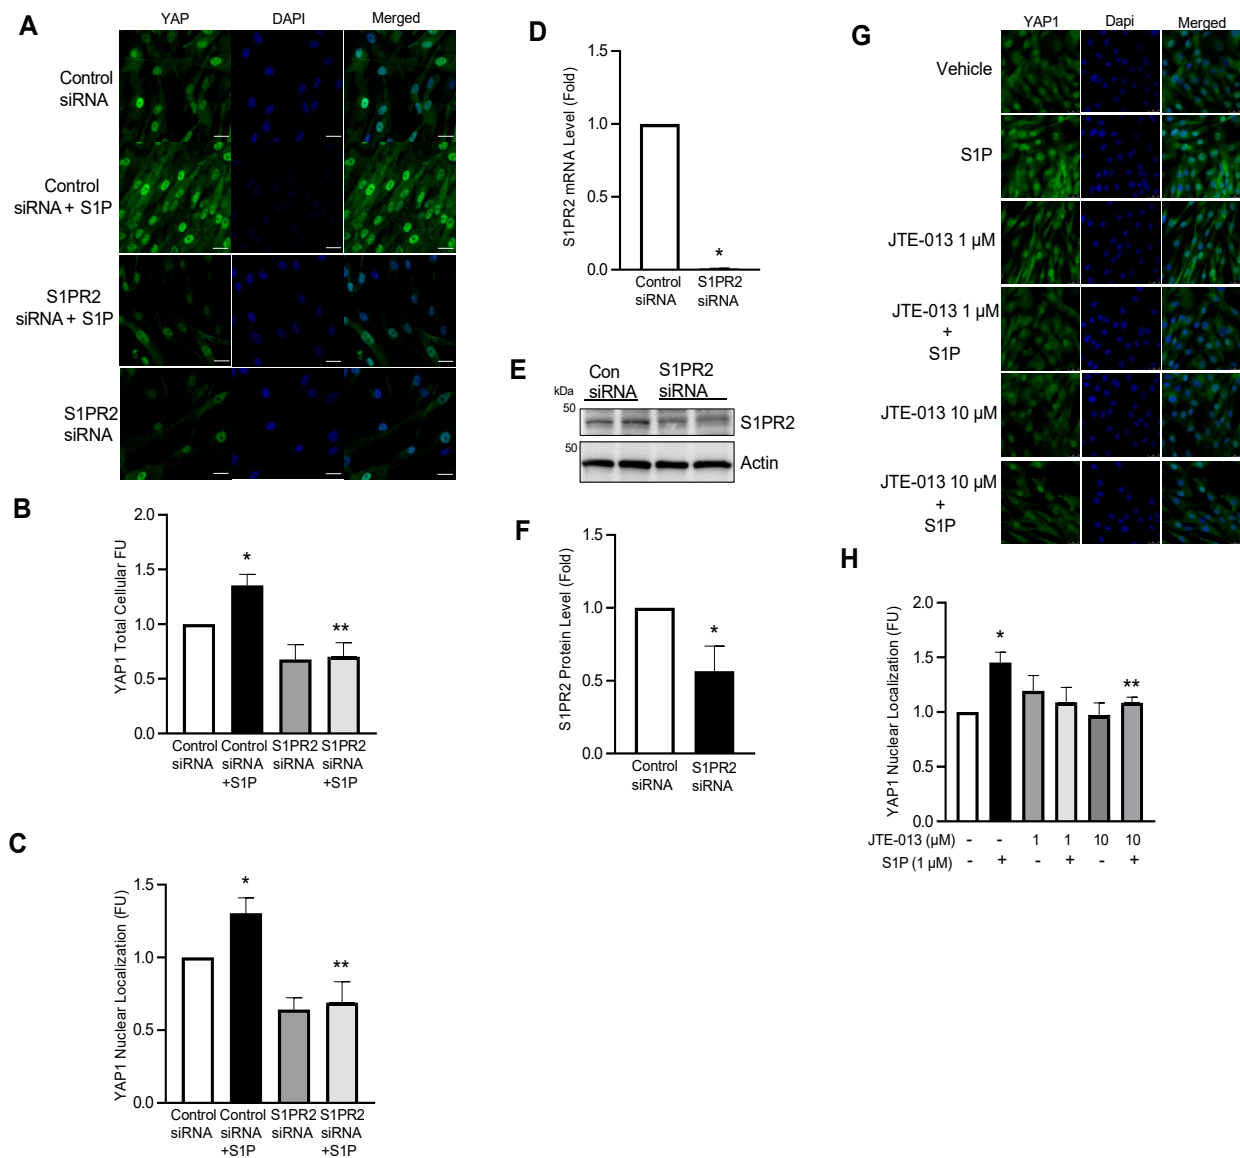 A
YAP DAPI Merged
Control
siRNA
Control
siRNA + S1P
S1PR2
siRNA + S1P
S1PR2
siRNA
B
YAP1 Total Cellular FU
2.0
1.5
1.0
0.5
0.0
*
**
Control Control S1PR2 S1PR2
siRNA siRNA siRNA siRNA
+S1P +S1P
C
YAP1 Nuclear Localization (FU)
1.5
1.0
0.5
0.0
*
**
Control Control S1PR2 S1PR2
siRNA siRNA siRNA siRNA
+S1P +S1P
D
S1PR2 mRNA Level (Fold)
1.5
1.0
0.5
0.0
*
Control S1PR2
siRNA siRNA
E
Con S1PR2
siRNA siRNA
kDa
50
S1PR2
50
Actin
F
S1PR2 Protein Level (Fold)
1.5
1.0
0.5
0.0
*
Control S1PR2
siRNA siRNA
G
YAP1 Dapi Merged
Vehicle
S1P
JTE-013 1 µM
JTE-013 1 µM
+
S1P
JTE-013 10 µM
JTE-013 10 µM
+
S1P
H
YAP1 Nuclear Localization (FU)
2.0
1.5
1.0
0.5
0.0
*
**
JTE-013 (µM) - - 1 1 10 10
S1P (1 µM) - + - + - +